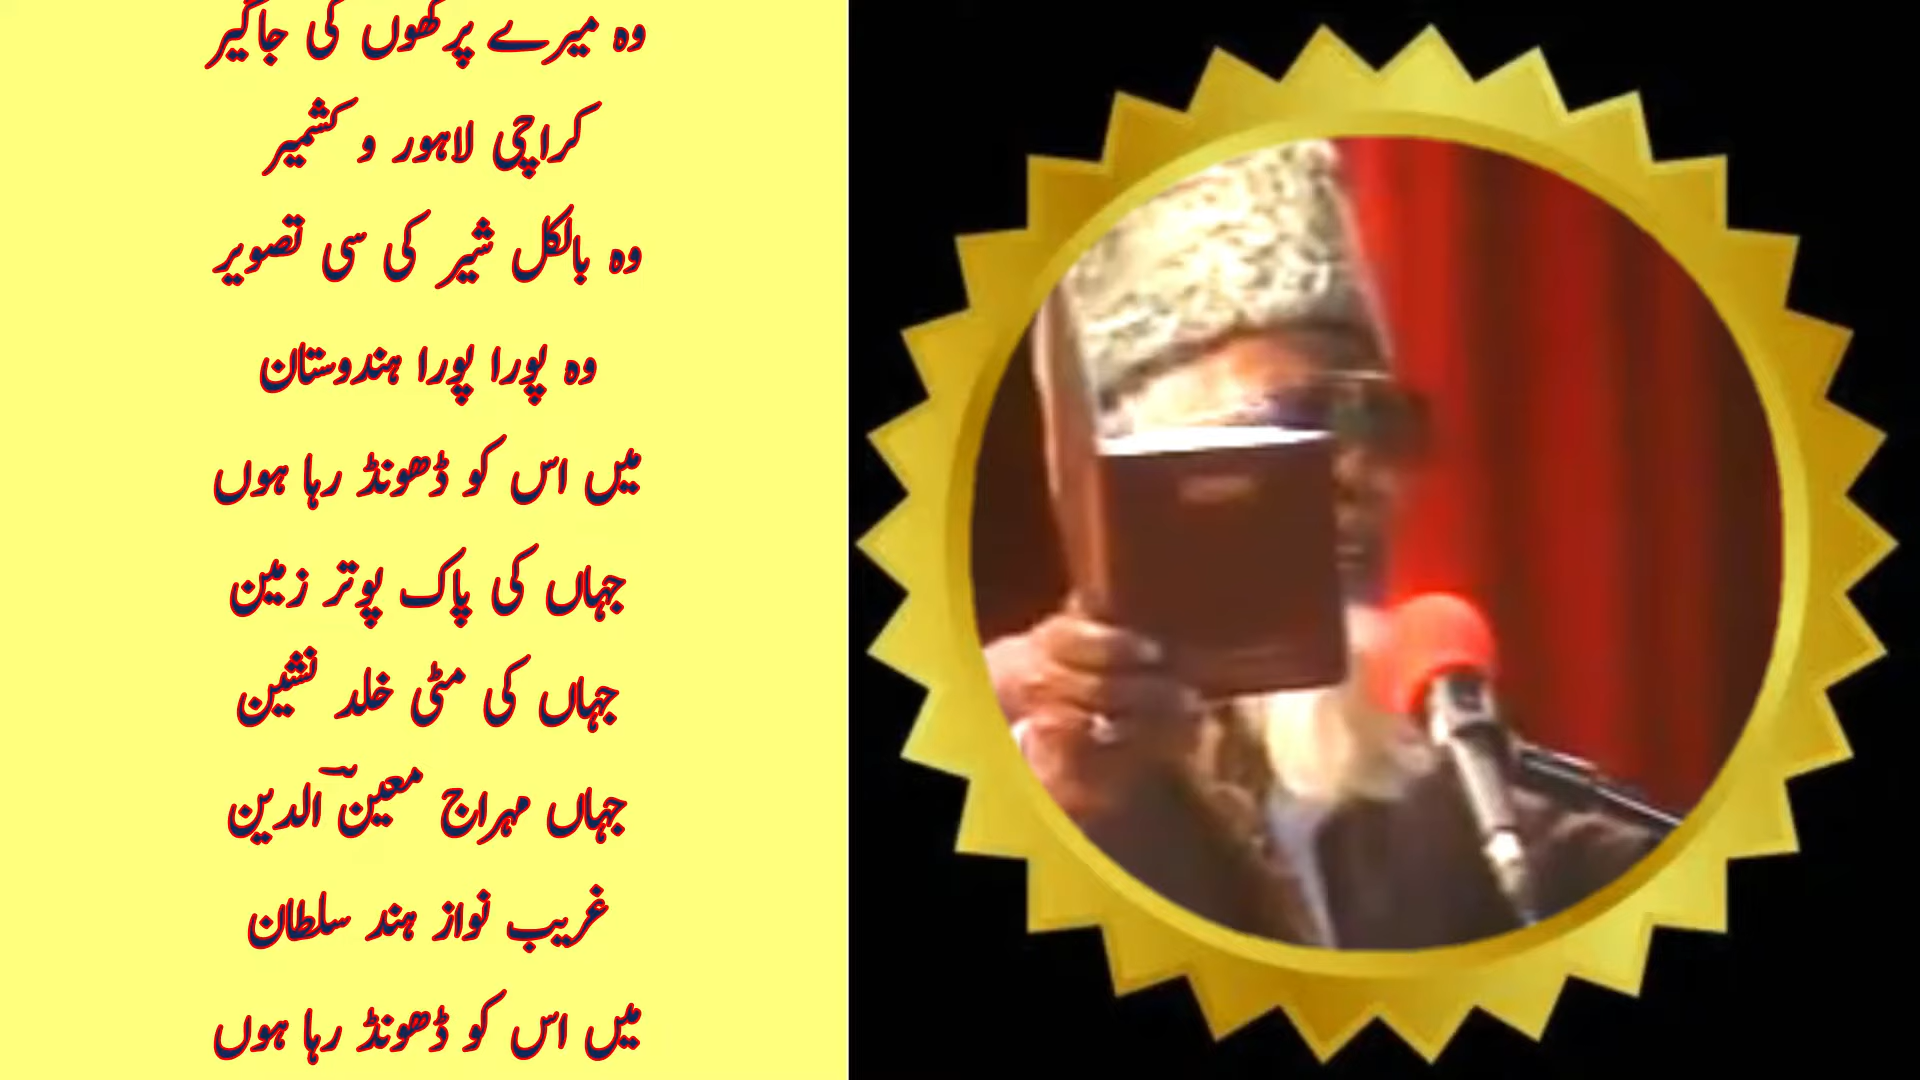 وہ میرے پرکھوں کی جاگیر
کراچی لاہور و کشمیر
وہ بالکل شیر کی سی تصویر
وہ پورا پورا ہندوستان
میں اس کو ڈھونڈ رہا ہوں
جہاں کی پاک پوتر زمین
جہاں کی مٹی خلد نشین
جہاں مہراج معینؔ الدین
غریب نواز ہند سلطان
میں اس کو ڈھونڈ رہا ہوں